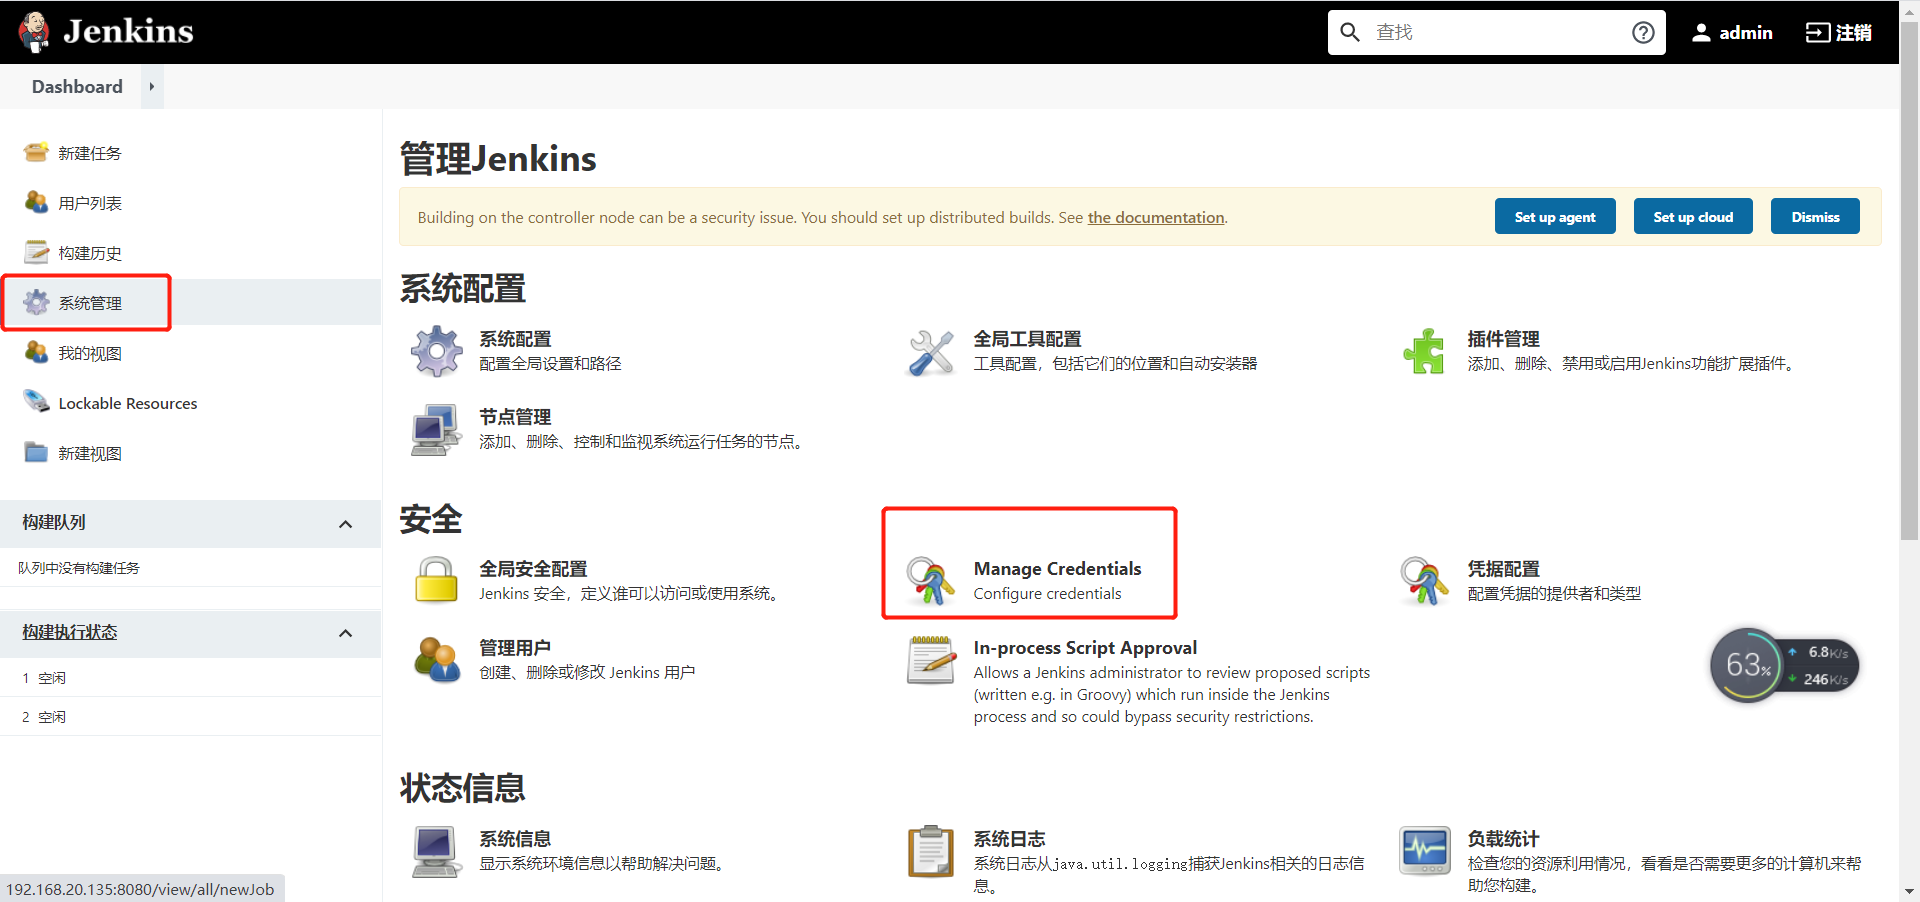 Jenkins
查找
admin
注销
Dashboard
新建任务
用户列表
构建历史
系统管理
我的视图
Lockable Resources
新建视图
构建队列
队列中没有构建任务
构建执行状态
1 空闲
2 空闲
管理Jenkins
Building on the controller node can be a security issue. You should set up distributed builds. See the documentation.
Set up agent
Set up cloud
Dismiss
系统配置
系统配置
配置全局设置和路径
全局工具配置
工具配置，包括它们的位置和自动安装器
插件管理
添加、删除、禁用或启用Jenkins功能扩展插件。
节点管理
添加、删除、控制和监视系统运行任务的节点。
安全
全局安全配置
Jenkins 安全，定义谁可以访问或使用系统。
Manage Credentials
Configure credentials
凭据配置
配置凭据的提供者和类型
管理用户
创建、删除或修改 Jenkins 用户
In-process Script Approval
Allows a Jenkins administrator to review proposed scripts
(written e.g. in Groovy) which run inside the Jenkins
process and so could bypass security restrictions.
63%
6.8K/s
246K/s
状态信息
系统信息
显示系统环境信息以帮助解决问题。
系统日志
系统日志从java.util.logging捕获Jenkins相关的日志信
息。
负载统计
检查您的资源利用情况，看看是否需要更多的计算机来帮
助您构建。
192.168.20.135:8080/view/all/newJob